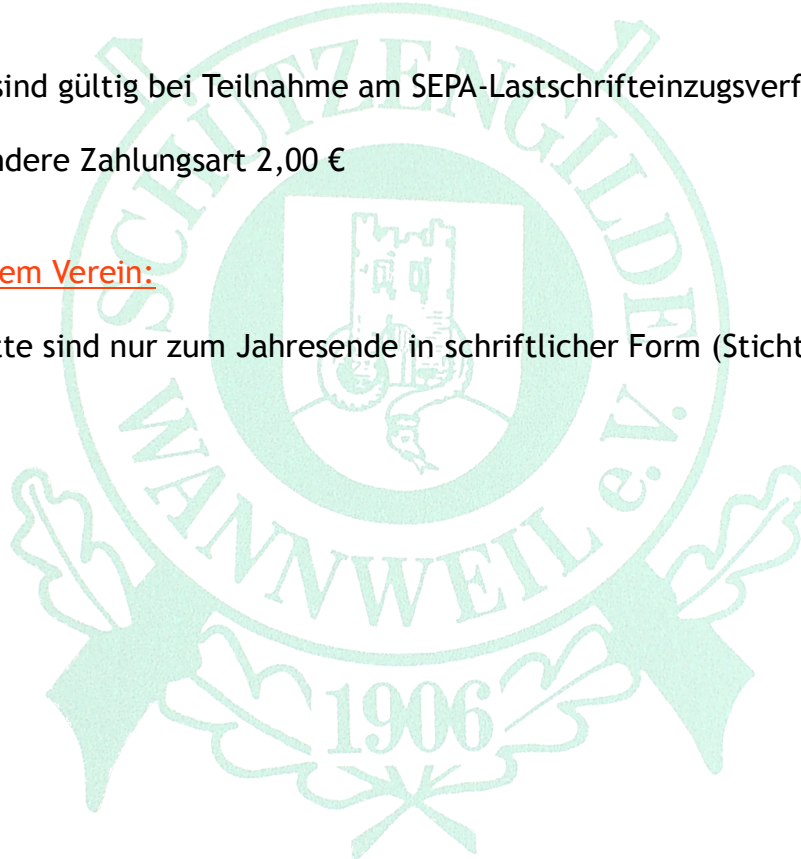 sind gültig bei Teilnahme am SEPA-Lastschrifteinzugsverf
ndere Zahlungsart 2,00 €
em Verein:
tte sind nur zum Jahresende in schriftlicher Form (Sticht
SCHÜTZENGILDE
WANNWEIL e.V.
1906